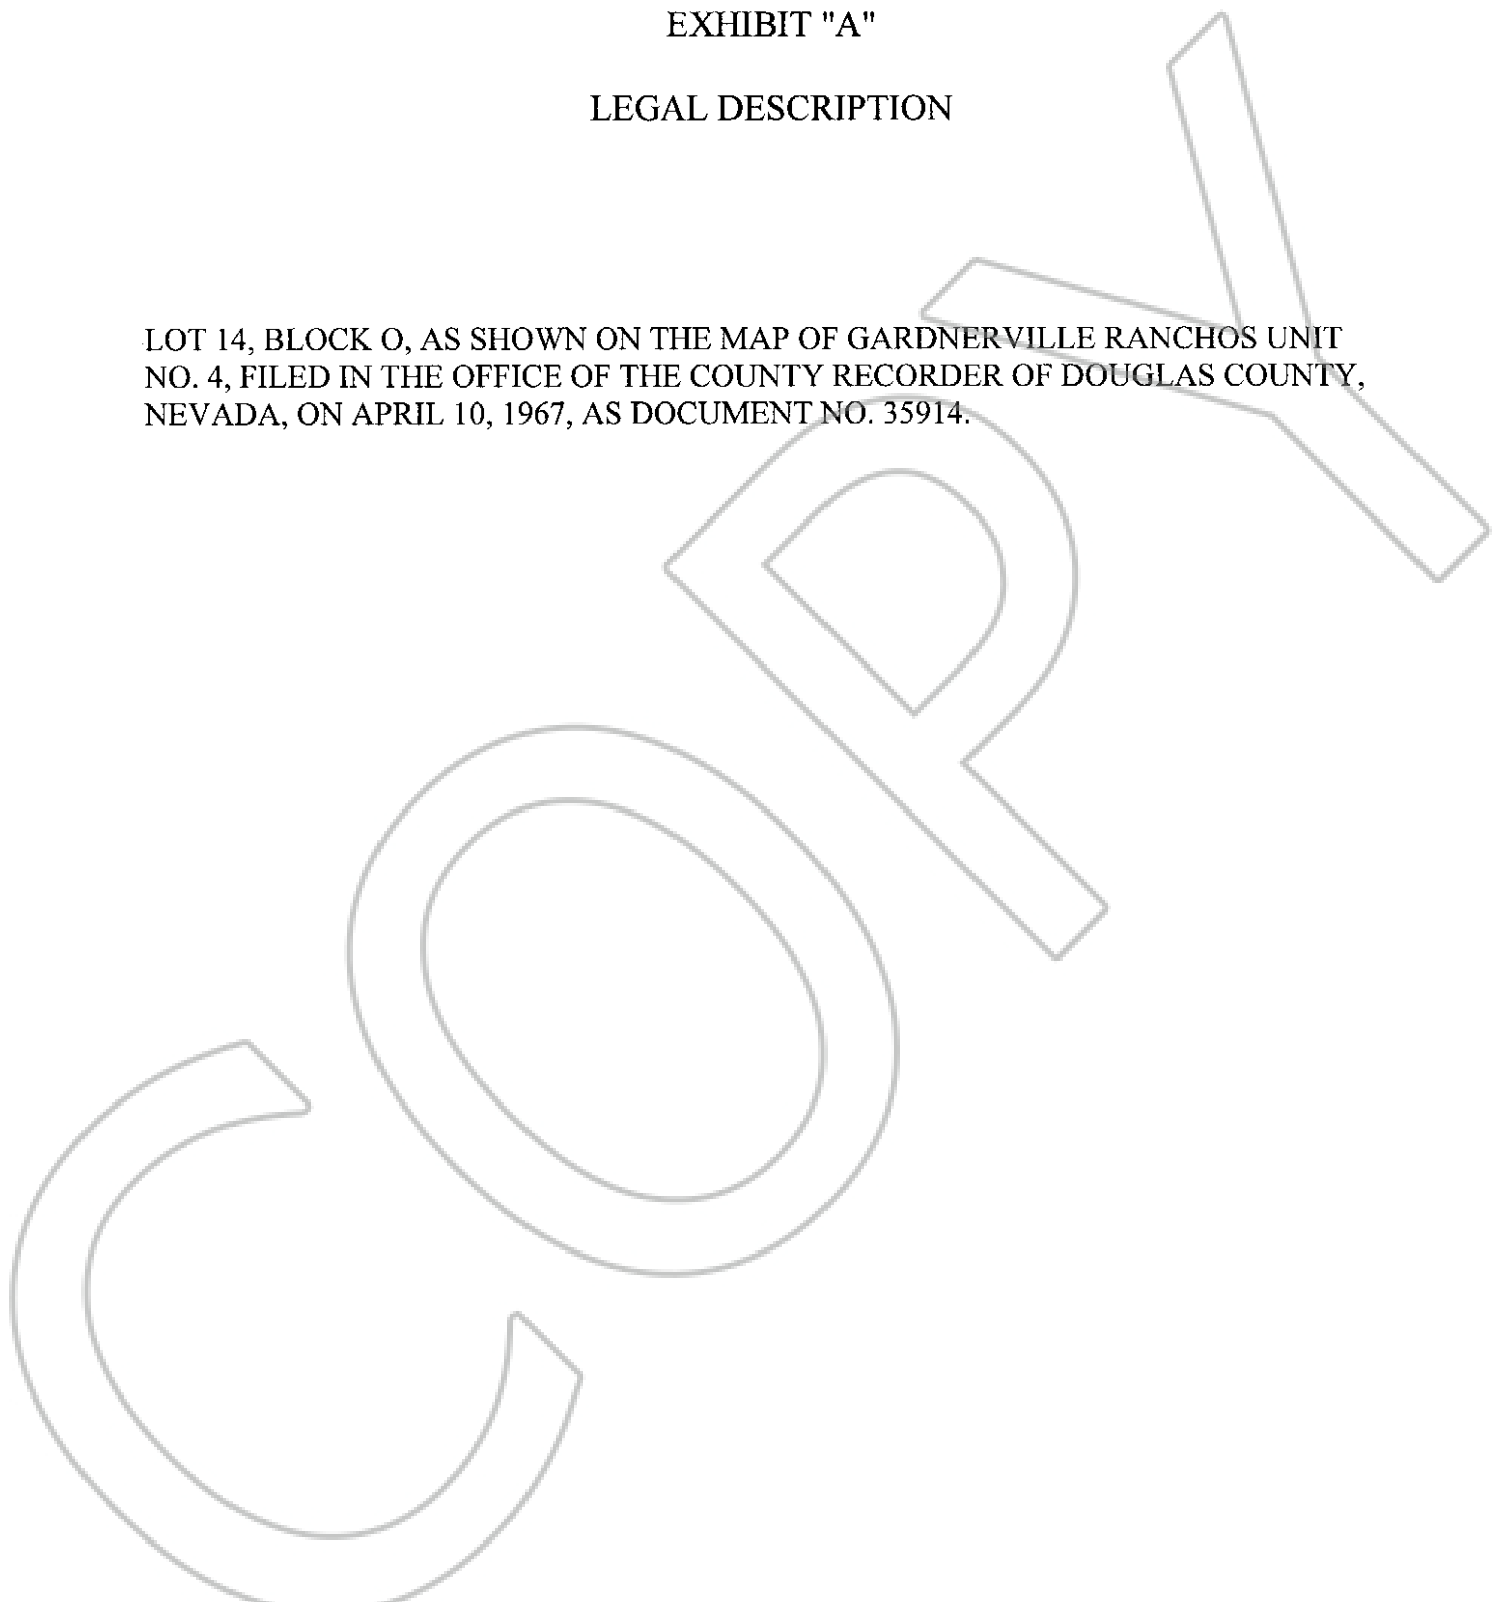 EXHIBIT "A"
LEGAL DESCRIPTION
LOT 14, BLOCK O, AS SHOWN ON THE MAP OF GARDNERVILLE RANCHOS UNIT
NO. 4, FILED IN THE OFFICE OF THE COUNTY RECORDER OF DOUGLAS COUNTY,
NEVADA, ON APRIL 10, 1967, AS DOCUMENT NO. 35914.
COPY